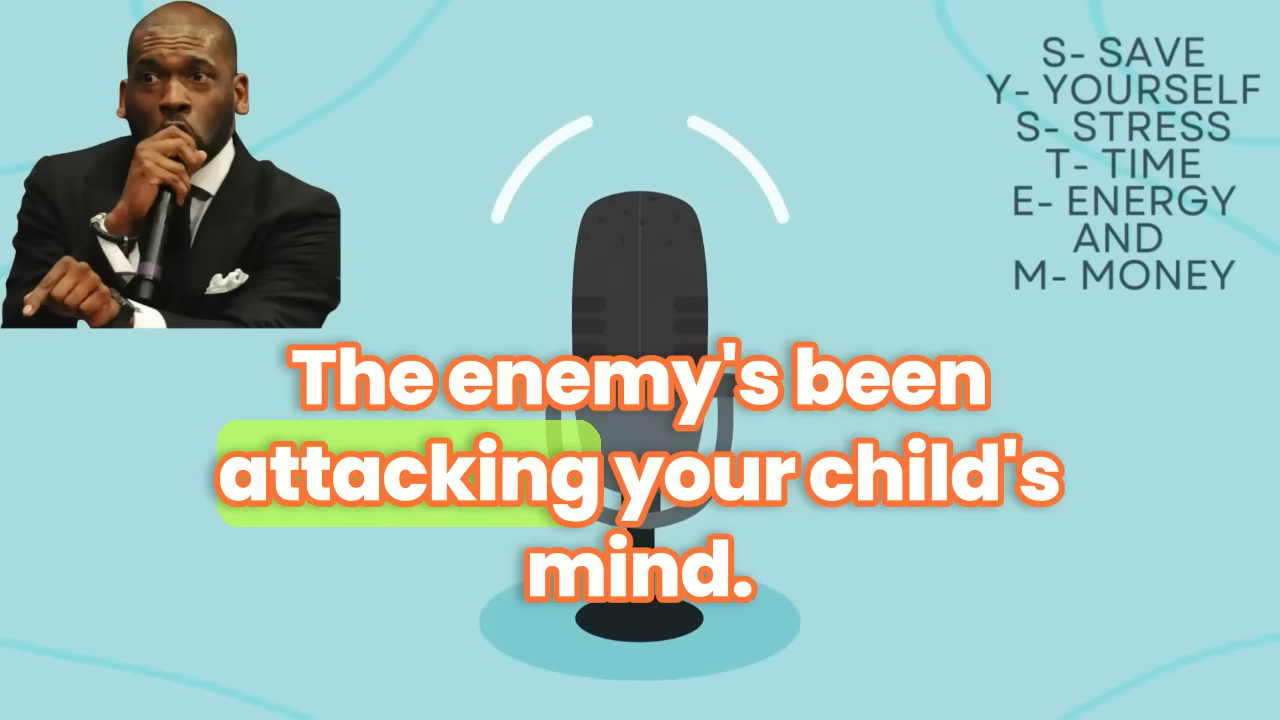 S- SAVE
Y- YOURSELF
S- STRESS
T- TIME
E- ENERGY
AND
M- MONEY
The enemy's been
attacking your child's
mind.